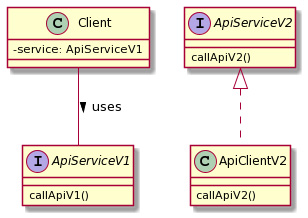 C Client
-service: ApiServiceV1
I ApiServiceV2
callApiV2()
uses
I ApiServiceV1
callApiV1()
C ApiClientV2
callApiV2()